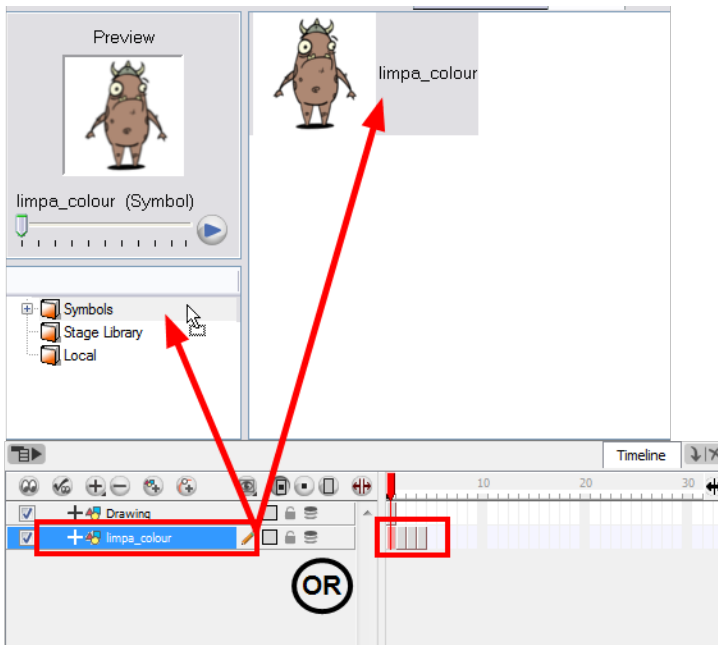 Preview
limpa_colour
limpa_colour (Symbol)
Symbols
Stage Library
Local
Timeline
10 20 30
Drawing
limpa_colour
OR